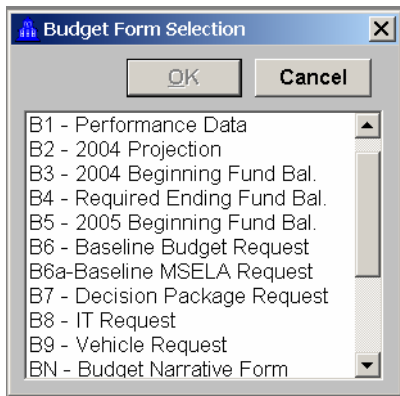 Budget Form Selection
OK
Cancel
B1 - Performance Data
B2 - 2004 Projection
B3 - 2004 Beginning Fund Bal.
B4 - Required Ending Fund Bal.
B5 - 2005 Beginning Fund Bal.
B6 - Baseline Budget Request
B6a-Baseline MSELA Request
B7 - Decision Package Request
B8 - IT Request
B9 - Vehicle Request
BN - Budget Narrative Form